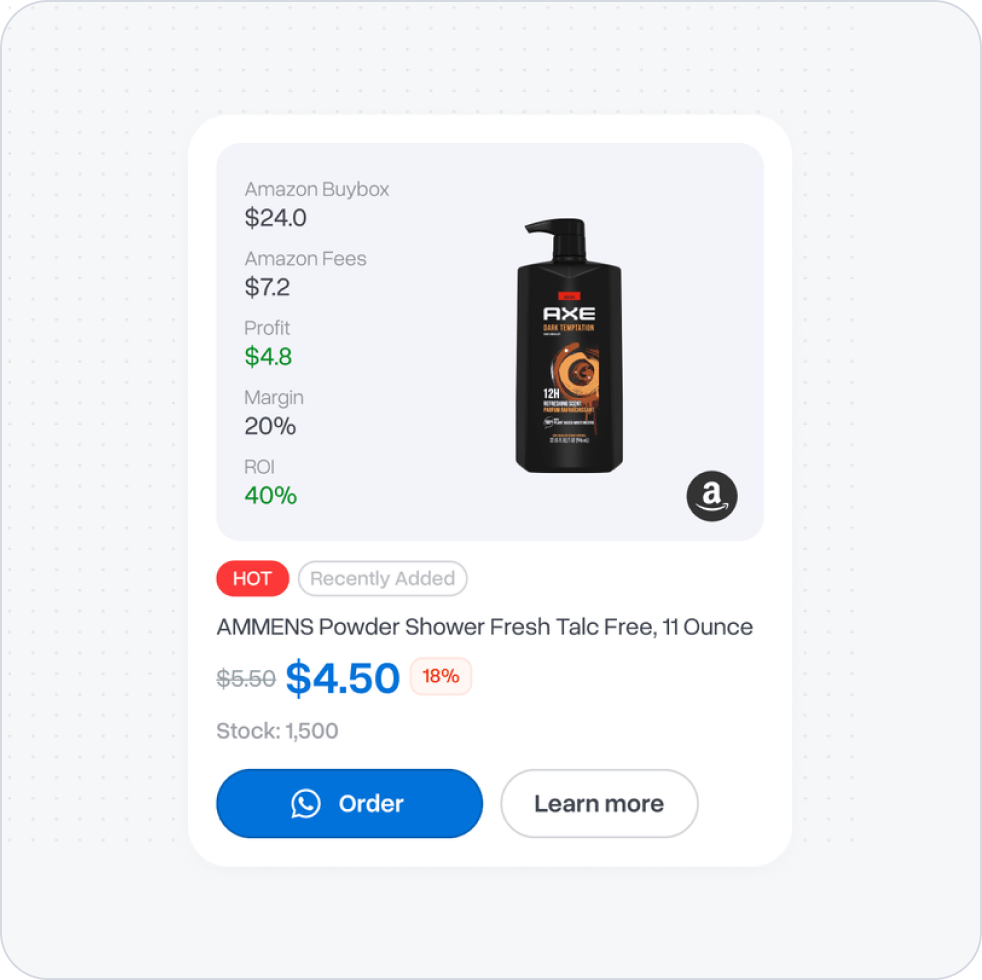 Amazon Buybox
$24.0
Amazon Fees
$7.2
Profit
$4.8
Margin
20%
ROI
40%
AXE
DARK TEMPTATION
12H
REFRESHING SCENT
PARFUM RAFRAÎCHISSANT
a
HOT
Recently Added
AMMENS Powder Shower Fresh Talc Free, 11 Ounce
$5.50 $4.50 18%
Stock: 1,500
Order
Learn more